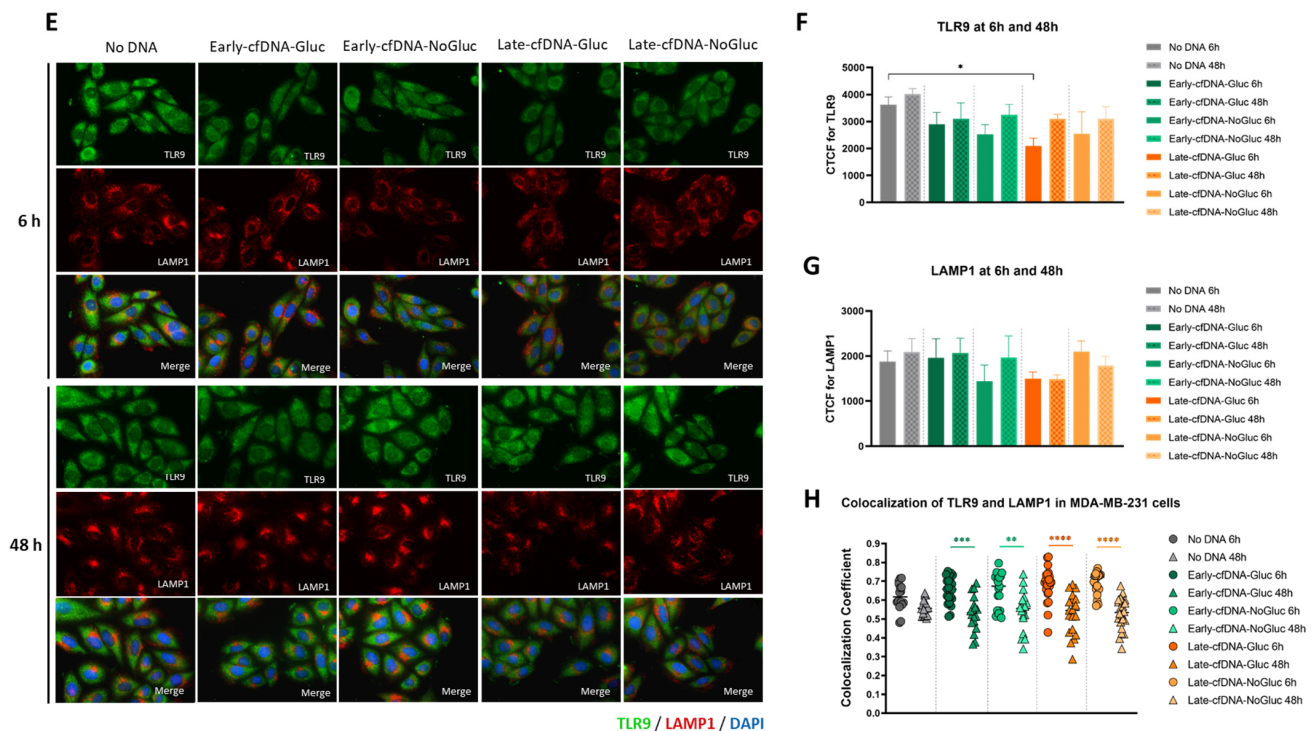 E
No DNA Early-cfDNA-Gluc Early-cfDNA-NoGluc Late-cfDNA-Gluc Late-cfDNA-NoGluc
6 h
TLR9 TLR9 TLR9 TLR9 TLR9
LAMP1 LAMP1 LAMP1 LAMP1 LAMP1
Merge Merge Merge Merge Merge
48 h
TLR9 TLR9 TLR9 TLR9 TLR9
LAMP1 LAMP1 LAMP1 LAMP1 LAMP1
Merge Merge Merge Merge Merge
TLR9 / LAMP1 / DAPI
F
TLR9 at 6h and 48h
CTCF for TLR9
5000
4000
3000
2000
1000
0
*
No DNA 6h
No DNA 48h
Early-cfDNA-Gluc 6h
Early-cfDNA-Gluc 48h
Early-cfDNA-NoGluc 6h
Early-cfDNA-NoGluc 48h
Late-cfDNA-Gluc 6h
Late-cfDNA-Gluc 48h
Late-cfDNA-NoGluc 6h
Late-cfDNA-NoGluc 48h
G
LAMP1 at 6h and 48h
CTCF for LAMP1
3000
2000
1000
0
No DNA 6h
No DNA 48h
Early-cfDNA-Gluc 6h
Early-cfDNA-Gluc 48h
Early-cfDNA-NoGluc 6h
Early-cfDNA-NoGluc 48h
Late-cfDNA-Gluc 6h
Late-cfDNA-Gluc 48h
Late-cfDNA-NoGluc 6h
Late-cfDNA-NoGluc 48h
H
Colocalization of TLR9 and LAMP1 in MDA-MB-231 cells
Colocalization Coefficient
0.9
0.8
0.7
0.6
0.5
0.4
0.3
0.2
0.1
0.0
*** ** **** ****
No DNA 6h
No DNA 48h
Early-cfDNA-Gluc 6h
Early-cfDNA-Gluc 48h
Early-cfDNA-NoGluc 6h
Early-cfDNA-NoGluc 48h
Late-cfDNA-Gluc 6h
Late-cfDNA-Gluc 48h
Late-cfDNA-NoGluc 6h
Late-cfDNA-NoGluc 48h